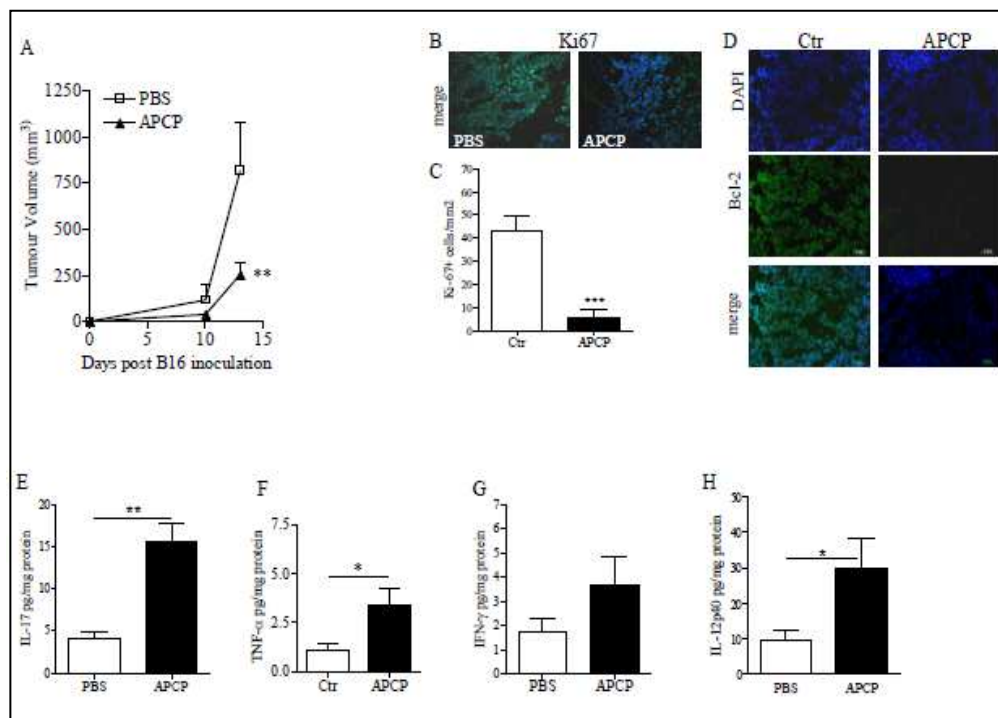 A
Tumour Volume (mm³)
1250
1000
750
500
250
0
PBS
APCP
**
0 5 10 15
Days post B16 inoculation
B
Ki67
merge
PBS APCP
C
Ki-67+ cells/mm2
70
60
50
40
30
20
10
0
***
Ctr APCP
D
Ctr APCP
DAPI
Bcl-2
merge
E
IL-17 pg/mg protein
20
15
10
5
0
**
PBS APCP
F
TNF-α pg/mg protein
7.5
5.0
2.5
0.0
*
Ctr APCP
G
IFN-γ pg/mg protein
7
6
5
4
3
2
1
0
PBS APCP
H
IL-12p40 pg/mg protein
50
40
30
20
10
0
*
PBS APCP